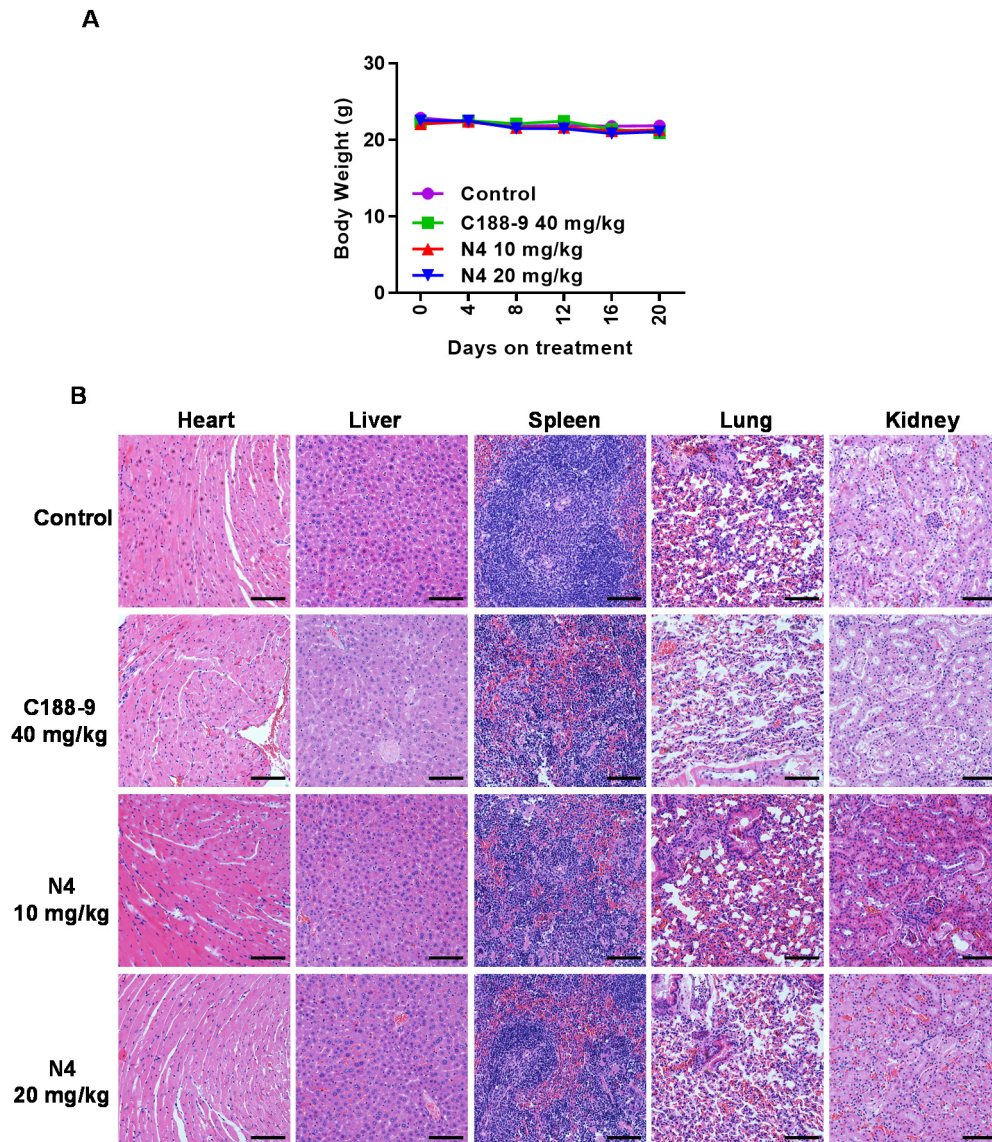 A
30
20
10
0
Body Weight (g)
Control
C188-9 40 mg/kg
N4 10 mg/kg
N4 20 mg/kg
0 4 8 12 16 20
Days on treatment
B
Heart Liver Spleen Lung Kidney
Control
C188-9
40 mg/kg
N4
10 mg/kg
N4
20 mg/kg